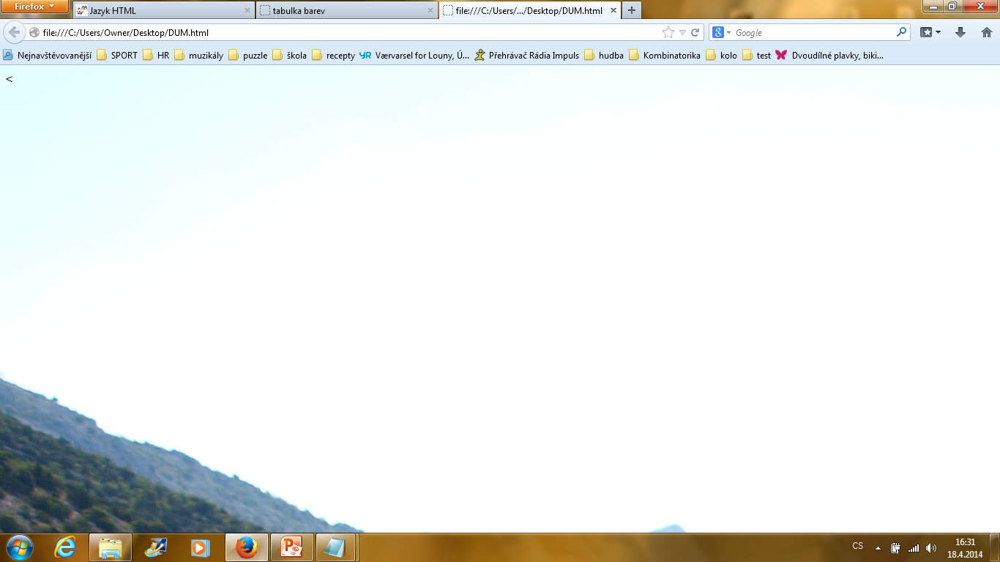 Firefox
Jazyk HTML
tabulka barev
file:///C:/Users/.../Desktop/DUM.html
file:///C:/Users/Owner/Desktop/DUM.html
Google
Nejnavštěvovanější SPORT HR muzikály puzzle škola recepty YR Værvarsel for Louny, Ú... Přehrávač Rádia Impuls hudba Kombinatorika kolo test Dvoudílné plavky, biki...
<
CS
16:31
18.4.2014